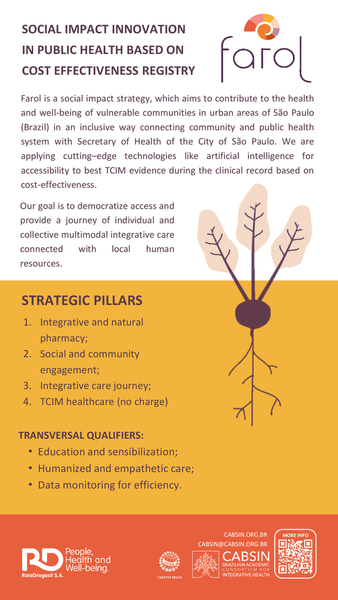 SOCIAL IMPACT INNOVATION
IN PUBLIC HEALTH BASED ON
COST EFFECTIVENESS REGISTRY
farol
Farol is a social impact strategy, which aims to contribute to the health
and well-being of vulnerable communities in urban areas of São Paulo
(Brazil) in an inclusive way connecting community and public health
system with Secretary of Health of the City of São Paulo. We are
applying cutting–edge technologies like artificial intelligence for
accessibility to best TCIM evidence during the clinical record based on
cost-effectiveness.
Our goal is to democratize access and
provide a journey of individual and
collective multimodal integrative care
connected with local human
resources.
STRATEGIC PILLARS
1. Integrative and natural
pharmacy;
2. Social and community
engagement;
3. Integrative care journey;
4. TCIM healthcare (no charge)
TRANSVERSAL QUALIFIERS:
• Education and sensibilization;
• Humanized and empathetic care;
• Data monitoring for efficiency.
CABSIN.ORG.BR
CABSIN@CABSIN.ORG.BR
MORE INFO
RD
RaiaDrogasil S.A.
People,
Health and
Well-being.
CABSIN
BRAZILIAN ACADEMIC
CONSORTIUM FOR
INTEGRATIVE HEALTH